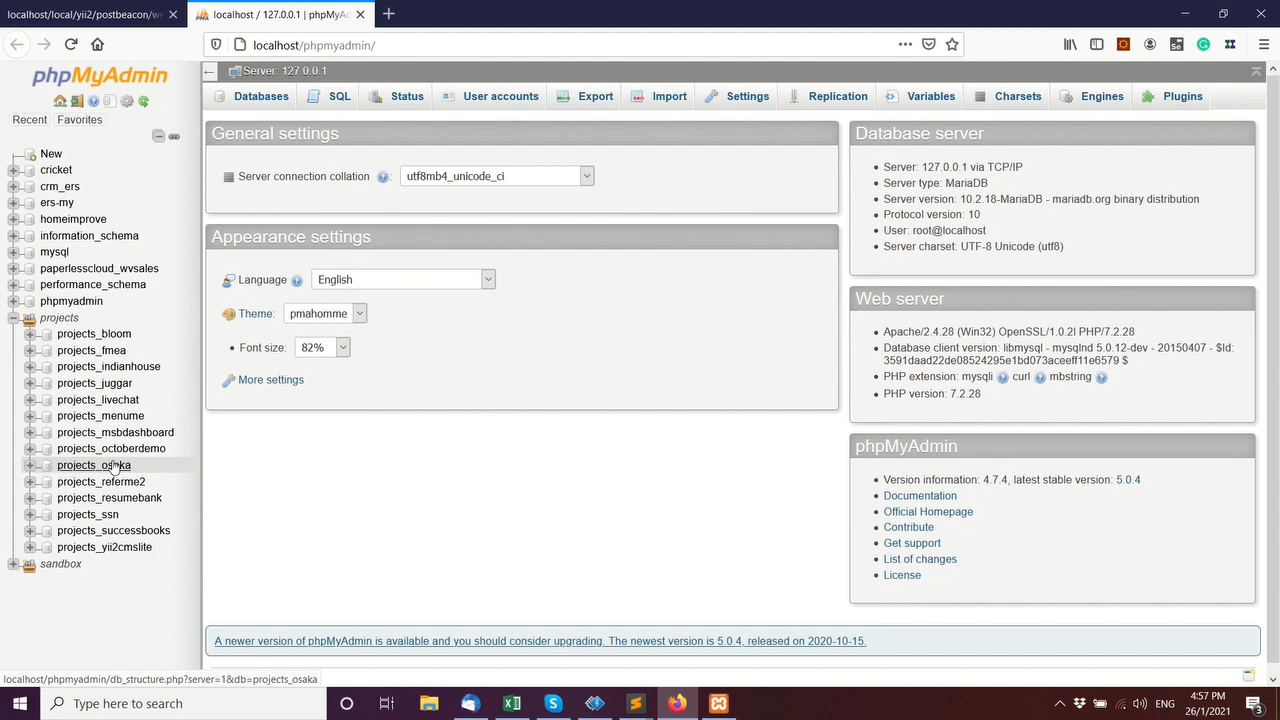 localhost/local/yii2/postbeacon/we
localhost / 127.0.0.1 | phpMyAdm
localhost/phpmyadmin/
phpMyAdmin
Recent
Favorites
New
cricket
crm_ers
ers-my
homeimprove
information_schema
mysql
paperlesscloud_wvsales
performance_schema
phpmyadmin
projects
projects_bloom
projects_fmea
projects_indianhouse
projects_juggar
projects_livechat
projects_menume
projects_msbdashboard
projects_octoberdemo
projects_osaka
projects_referme2
projects_resumebank
projects_ssn
projects_successbooks
projects_yii2cmslite
sandbox
Server: 127.0.0.1
Databases
SQL
Status
User accounts
Export
Import
Settings
Replication
Variables
Charsets
Engines
Plugins
General settings
Server connection collation
:
utf8mb4_unicode_ci
Appearance settings
Language
English
Theme:
pmahomme
Font size:
82%
More settings
Database server
Server: 127.0.0.1 via TCP/IP
Server type: MariaDB
Server version: 10.2.18-MariaDB - mariadb.org binary distribution
Protocol version: 10
User: root@localhost
Server charset: UTF-8 Unicode (utf8)
Web server
Apache/2.4.28 (Win32) OpenSSL/1.0.2l PHP/7.2.28
Database client version: libmysql - mysqlnd 5.0.12-dev - 20150407 - $Id:
3591daad22de08524295e1bd073aceeff11e6579 $
PHP extension: mysqli curl mbstring
PHP version: 7.2.28
phpMyAdmin
Version information: 4.7.4, latest stable version: 5.0.4
Documentation
Official Homepage
Contribute
Get support
List of changes
License
A newer version of phpMyAdmin is available and you should consider upgrading. The newest version is 5.0.4, released on 2020-10-15.
localhost/phpmyadmin/db_structure.php?server=1&db=projects_osaka
Type here to search
ENG
4:57 PM
26/1/2021
3